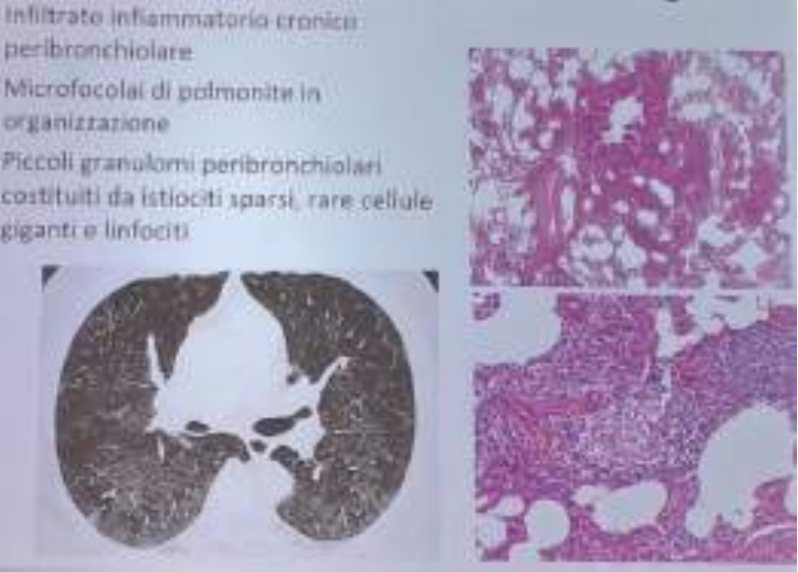 Infiltrato infiammatorio cronico
peribronchiolare
Microfocolai di polmonite in
organizzazione
Piccoli granulomi peribronchiolari
costituiti da istiociti sparsi, rare cellule
giganti e linfociti